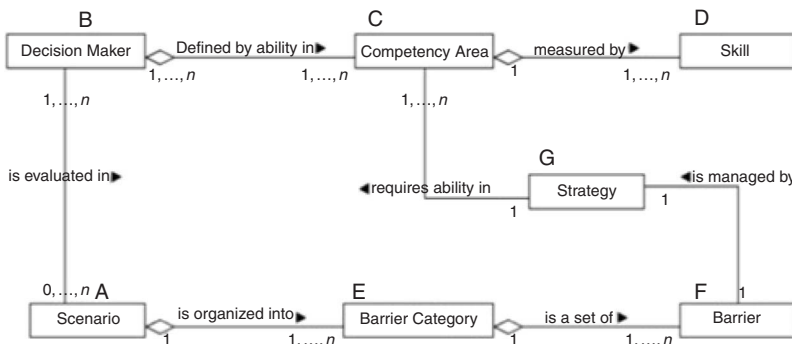 B
C
D
Decision Maker
Defined by ability in
Competency Area
measured by
Skill
1, ..., n
1, ..., n
1
1, ..., n
1, ..., n
1, ..., n
G
is evaluated in
requires ability in
Strategy
is managed by
1
1
0, ..., n
A
E
F
1
Scenario
is organized into
Barrier Category
is a set of
Barrier
1
1, ..., n
1
1, ..., n